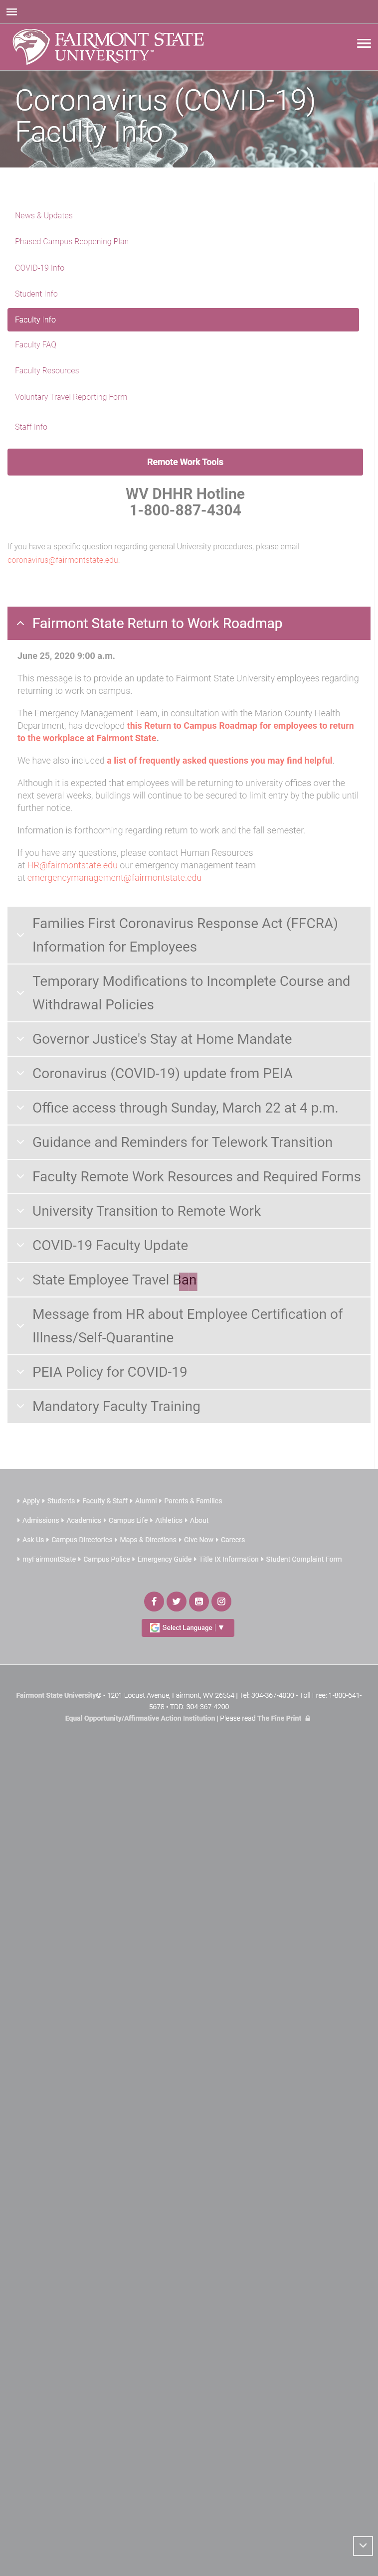 FAIRMONT STATE
UNIVERSITY™
Coronavirus (COVID-19)
Faculty Info
News & Updates
Phased Campus Reopening Plan
COVID-19 Info
Student Info
Faculty Info
Faculty FAQ
Faculty Resources
Voluntary Travel Reporting Form
Staff Info
Remote Work Tools
WV DHHR Hotline
1-800-887-4304
If you have a specific question regarding general University procedures, please email
coronavirus@fairmontstate.edu.
Fairmont State Return to Work Roadmap
June 25, 2020 9:00 a.m.
This message is to provide an update to Fairmont State University employees regarding
returning to work on campus.
The Emergency Management Team, in consultation with the Marion County Health
Department, has developed this Return to Campus Roadmap for employees to return
to the workplace at Fairmont State.
We have also included a list of frequently asked questions you may find helpful.
Although it is expected that employees will be returning to university offices over the
next several weeks, buildings will continue to be secured to limit entry by the public until
further notice.
Information is forthcoming regarding return to work and the fall semester.
If you have any questions, please contact Human Resources
at HR@fairmontstate.edu our emergency management team
at emergencymanagement@fairmontstate.edu
Families First Coronavirus Response Act (FFCRA)
Information for Employees
Temporary Modifications to Incomplete Course and
Withdrawal Policies
Governor Justice's Stay at Home Mandate
Coronavirus (COVID-19) update from PEIA
Office access through Sunday, March 22 at 4 p.m.
Guidance and Reminders for Telework Transition
Faculty Remote Work Resources and Required Forms
University Transition to Remote Work
COVID-19 Faculty Update
State Employee Travel Ban
Message from HR about Employee Certification of
Illness/Self-Quarantine
PEIA Policy for COVID-19
Mandatory Faculty Training
Apply Students Faculty & Staff Alumni Parents & Families
Admissions Academics Campus Life Athletics About
Ask Us Campus Directories Maps & Directions Give Now Careers
myFairmontState Campus Police Emergency Guide Title IX Information Student Complaint Form
Select Language | ▼
Fairmont State University© • 1201 Locust Avenue, Fairmont, WV 26554 | Tel: 304-367-4000 • Toll Free: 1-800-641-
5678 • TDD: 304-367-4200
Equal Opportunity/Affirmative Action Institution | Please read The Fine Print